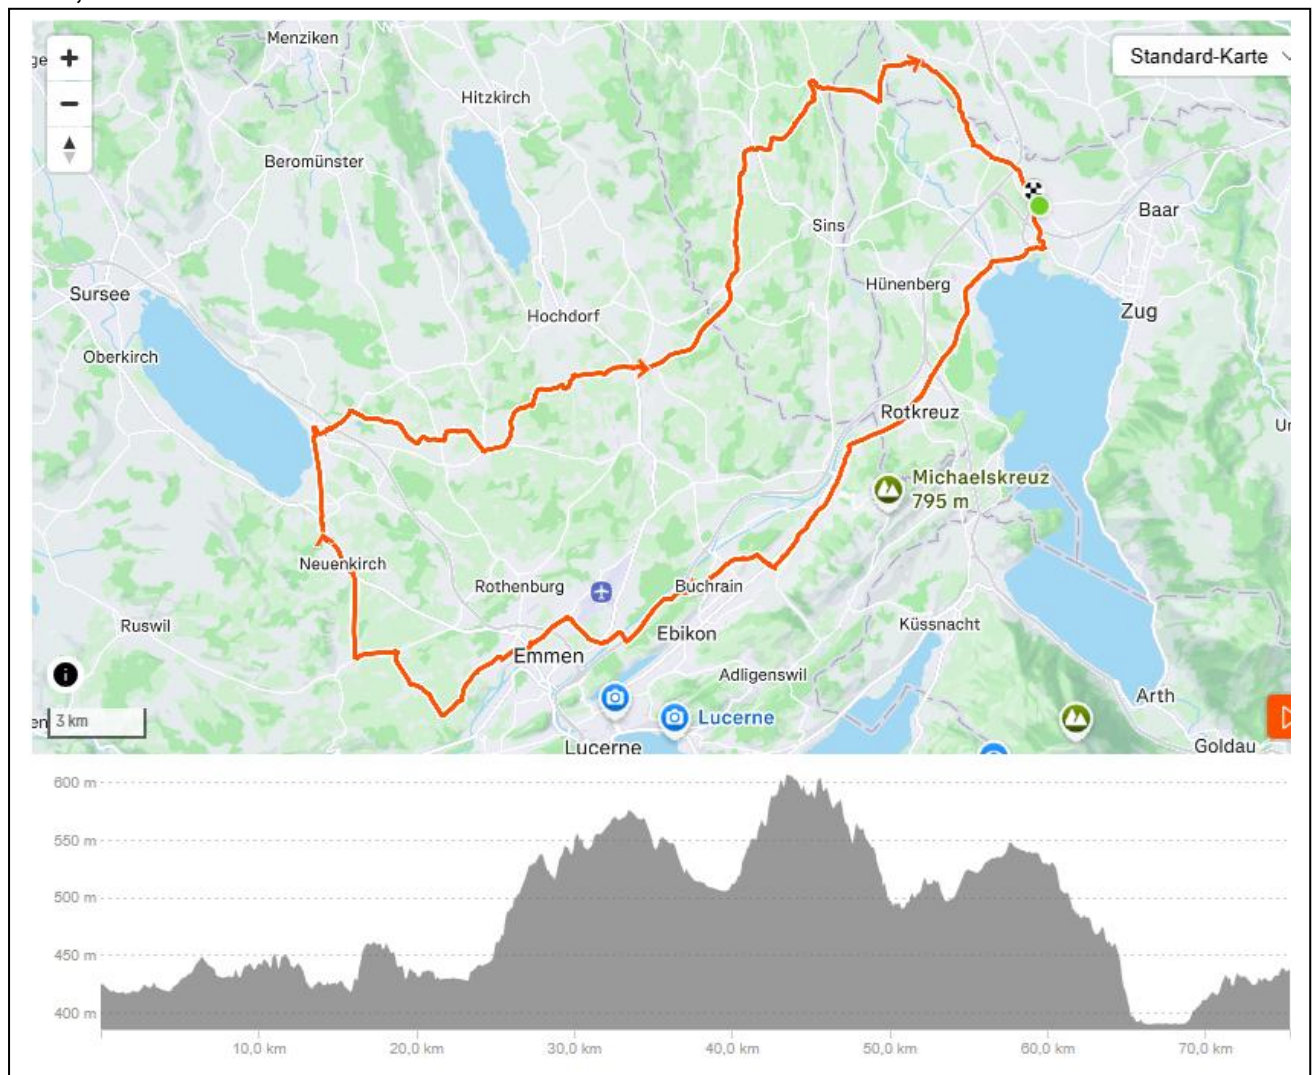 Menziken
Standard-Karte
Hitzkirch
Beromünster
Baar
Sins
Hünenberg
Sursee
Zug
Hochdorf
Oberkirch
Rotkreuz
Michaelskreuz
795 m
Neuenkirch
Rothenburg
Buchrain
Ruswil
Küssnacht
Ebikon
Emmen
Adligenswil
Arth
3 km
Lucerne
Lucerne
Goldau
600 m
550 m
500 m
450 m
400 m
10,0 km 20,0 km 30,0 km 40,0 km 50,0 km 60,0 km 70,0 km